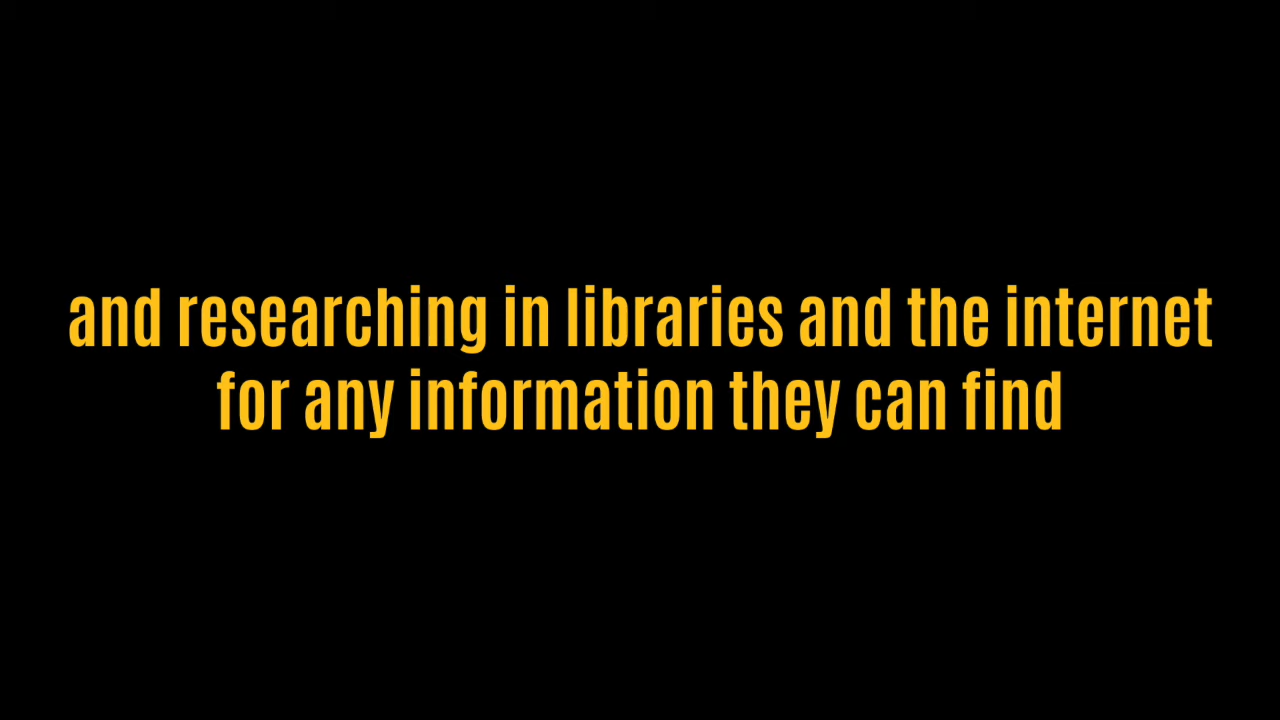 and researching in libraries and the internet
for any information they can find